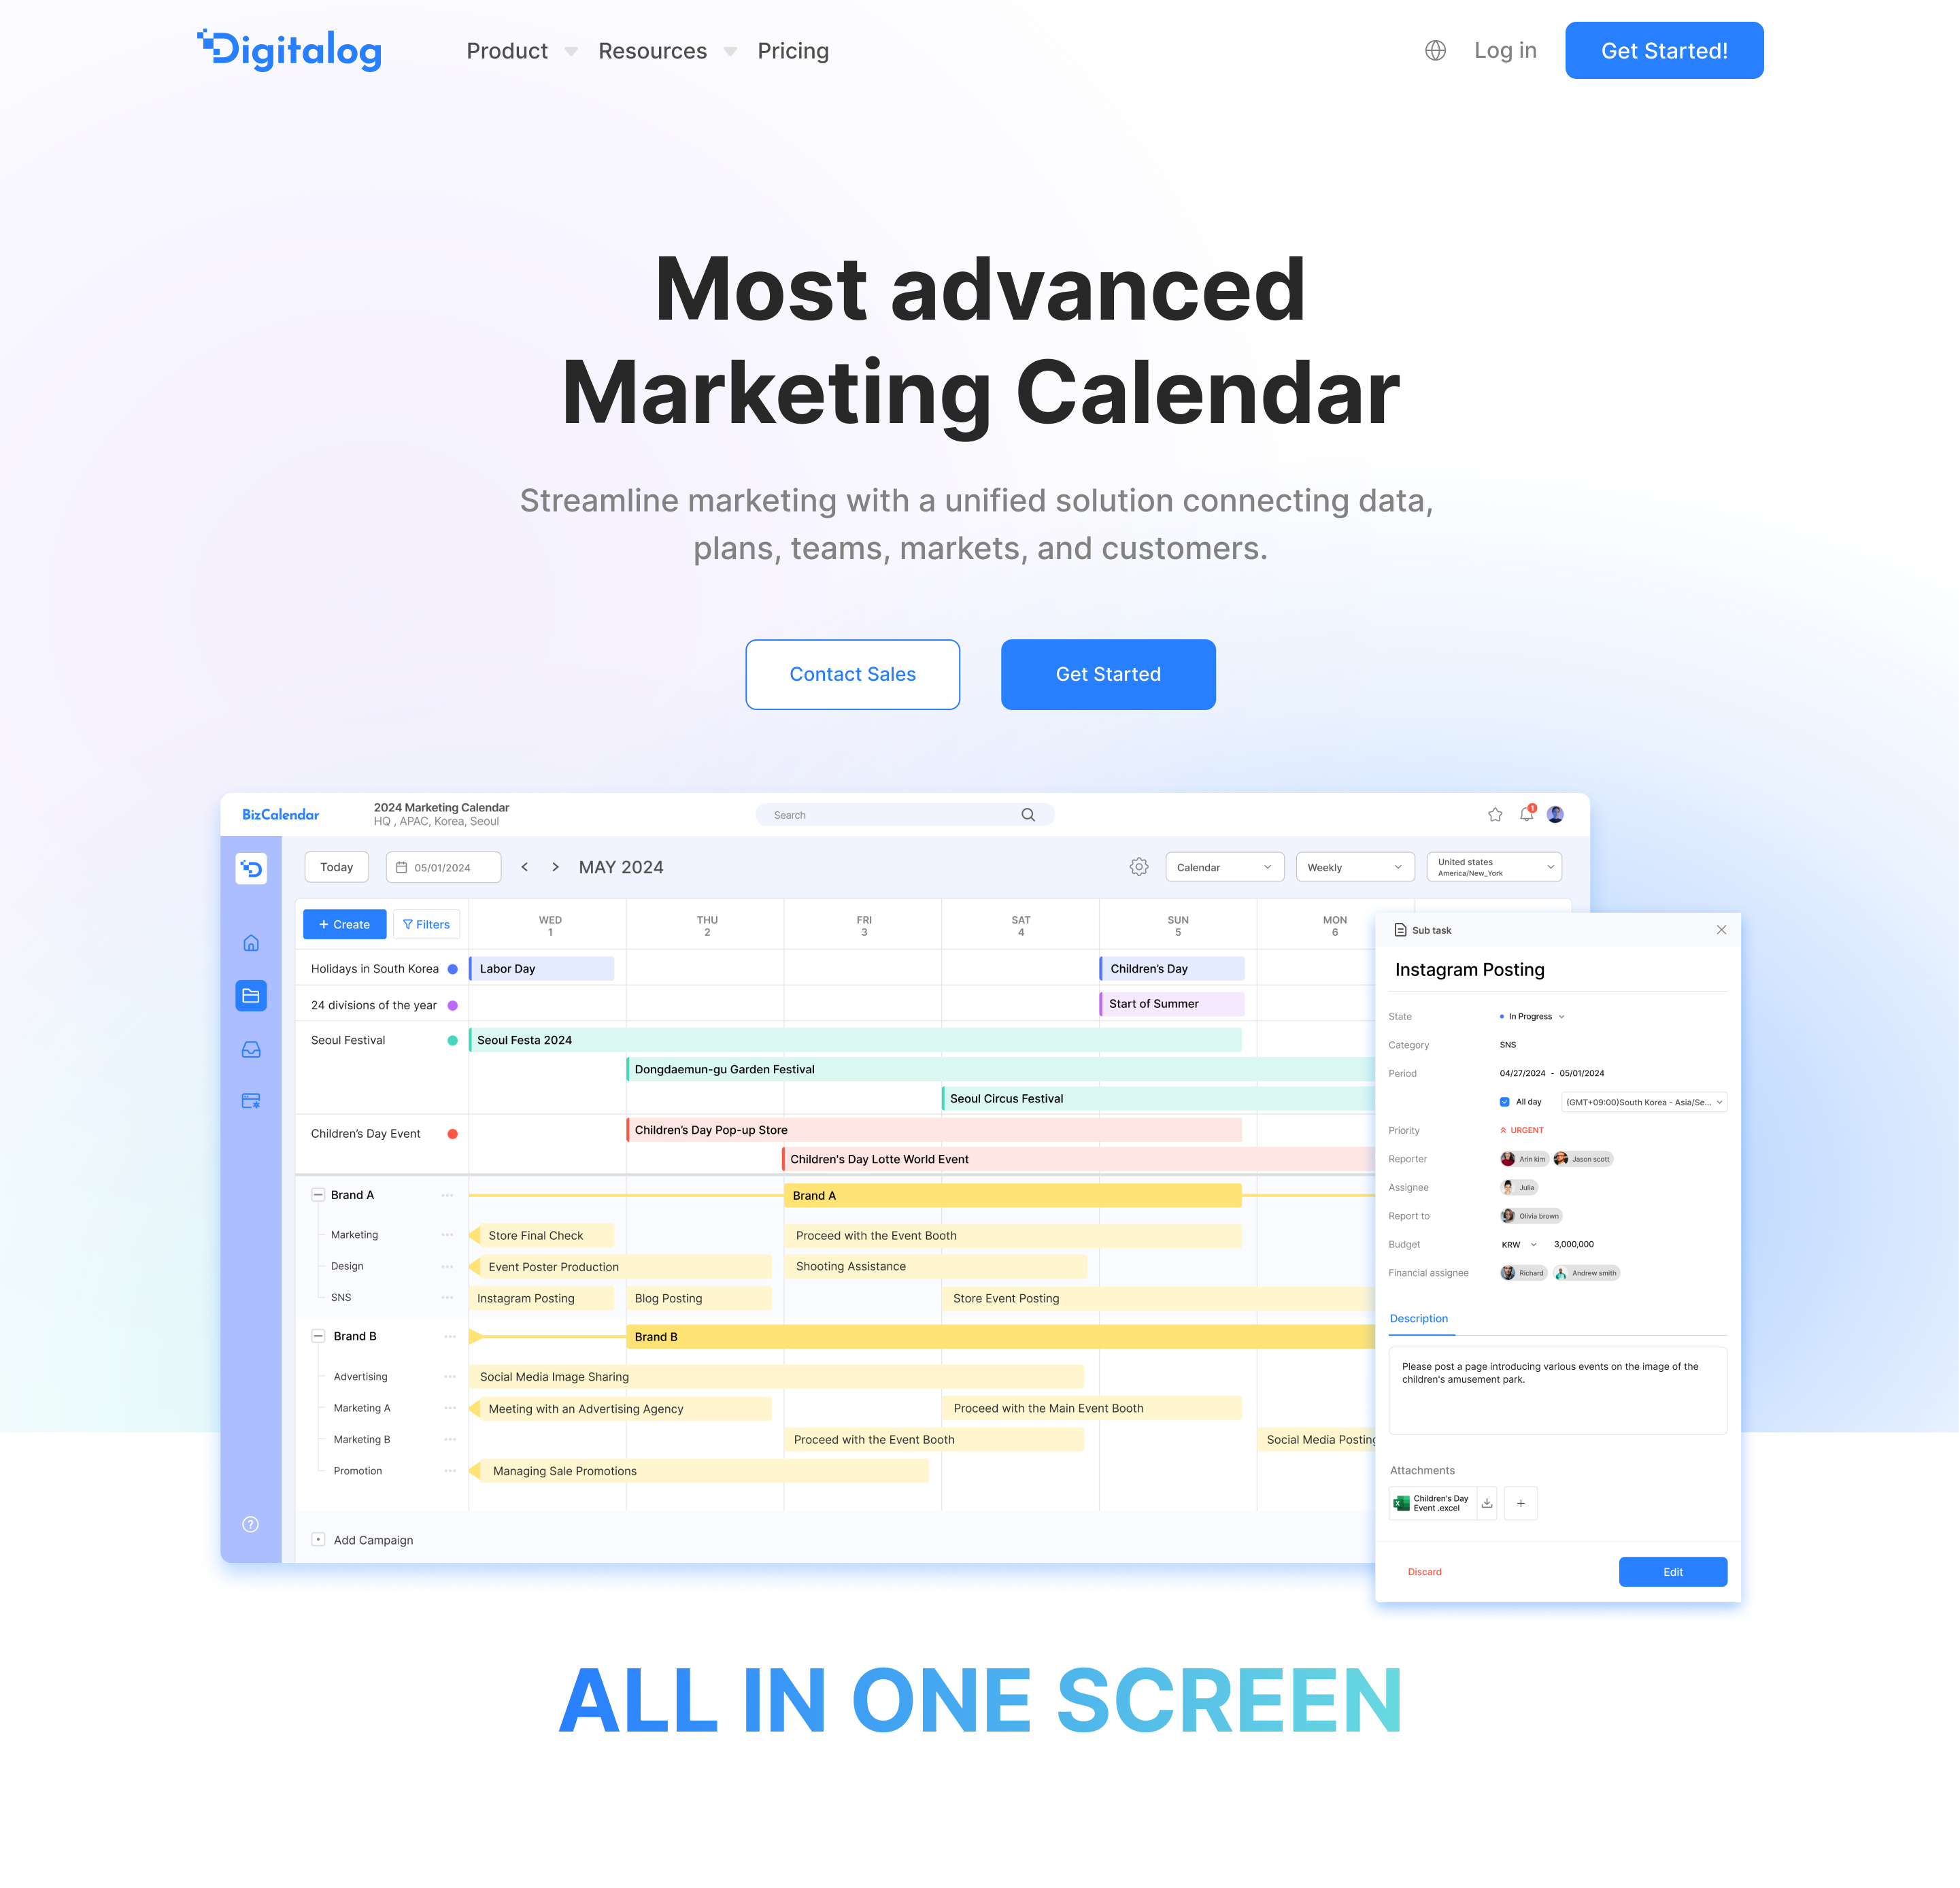 Digitalog
Product
Resources
Pricing
Log in
Get Started!
Most advanced
Marketing Calendar
Streamline marketing with a unified solution connecting data,
plans, teams, markets, and customers.
Contact Sales
Get Started
BizCalendar
2024 Marketing Calendar
HQ , APAC, Korea, Seoul
Search
1
Today
05/01/2024
MAY 2024
Calendar
Weekly
United states
America/New_York
+ Create
Filters
WED
1
THU
2
FRI
3
SAT
4
SUN
5
MON
6
Holidays in South Korea
Labor Day
Children's Day
24 divisions of the year
Start of Summer
Seoul Festival
Seoul Festa 2024
Dongdaemun-gu Garden Festival
Seoul Circus Festival
Children's Day Event
Children's Day Pop-up Store
Children's Day Lotte World Event
Brand A
Brand A
Marketing
Store Final Check
Proceed with the Event Booth
Design
Event Poster Production
Shooting Assistance
SNS
Instagram Posting
Blog Posting
Store Event Posting
Brand B
Brand B
Advertising
Social Media Image Sharing
Marketing A
Meeting with an Advertising Agency
Proceed with the Main Event Booth
Marketing B
Proceed with the Event Booth
Social Media Posting
Promotion
Managing Sale Promotions
Add Campaign
Sub task
Instagram Posting
State
In Progress
Category
SNS
Period
04/27/2024 - 05/01/2024
All day
(GMT+09:00)South Korea - Asia/Se...
Priority
URGENT
Reporter
Arin kim
Jason scott
Assignee
Julia
Report to
Olivia brown
Budget
KRW
3,000,000
Financial assignee
Richard
Andrew smith
Description
Please post a page introducing various events on the image of the
children's amusement park.
Attachments
Children's Day
Event .excel
+
Discard
Edit
ALL IN ONE SCREEN